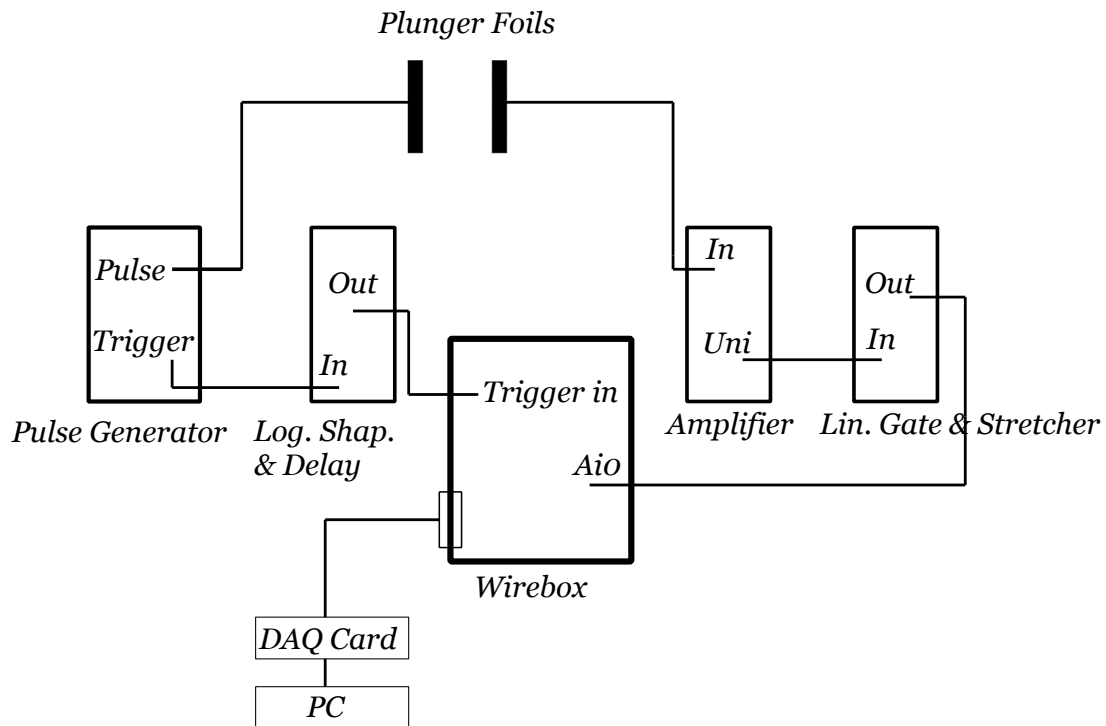 Plunger Foils
Pulse
Trigger
Pulse Generator
Out
In
Log. Shap.
& Delay
Trigger in
Ai0
Wirebox
In
Uni
Amplifier
Out
In
Lin. Gate & Stretcher
DAQ Card
PC